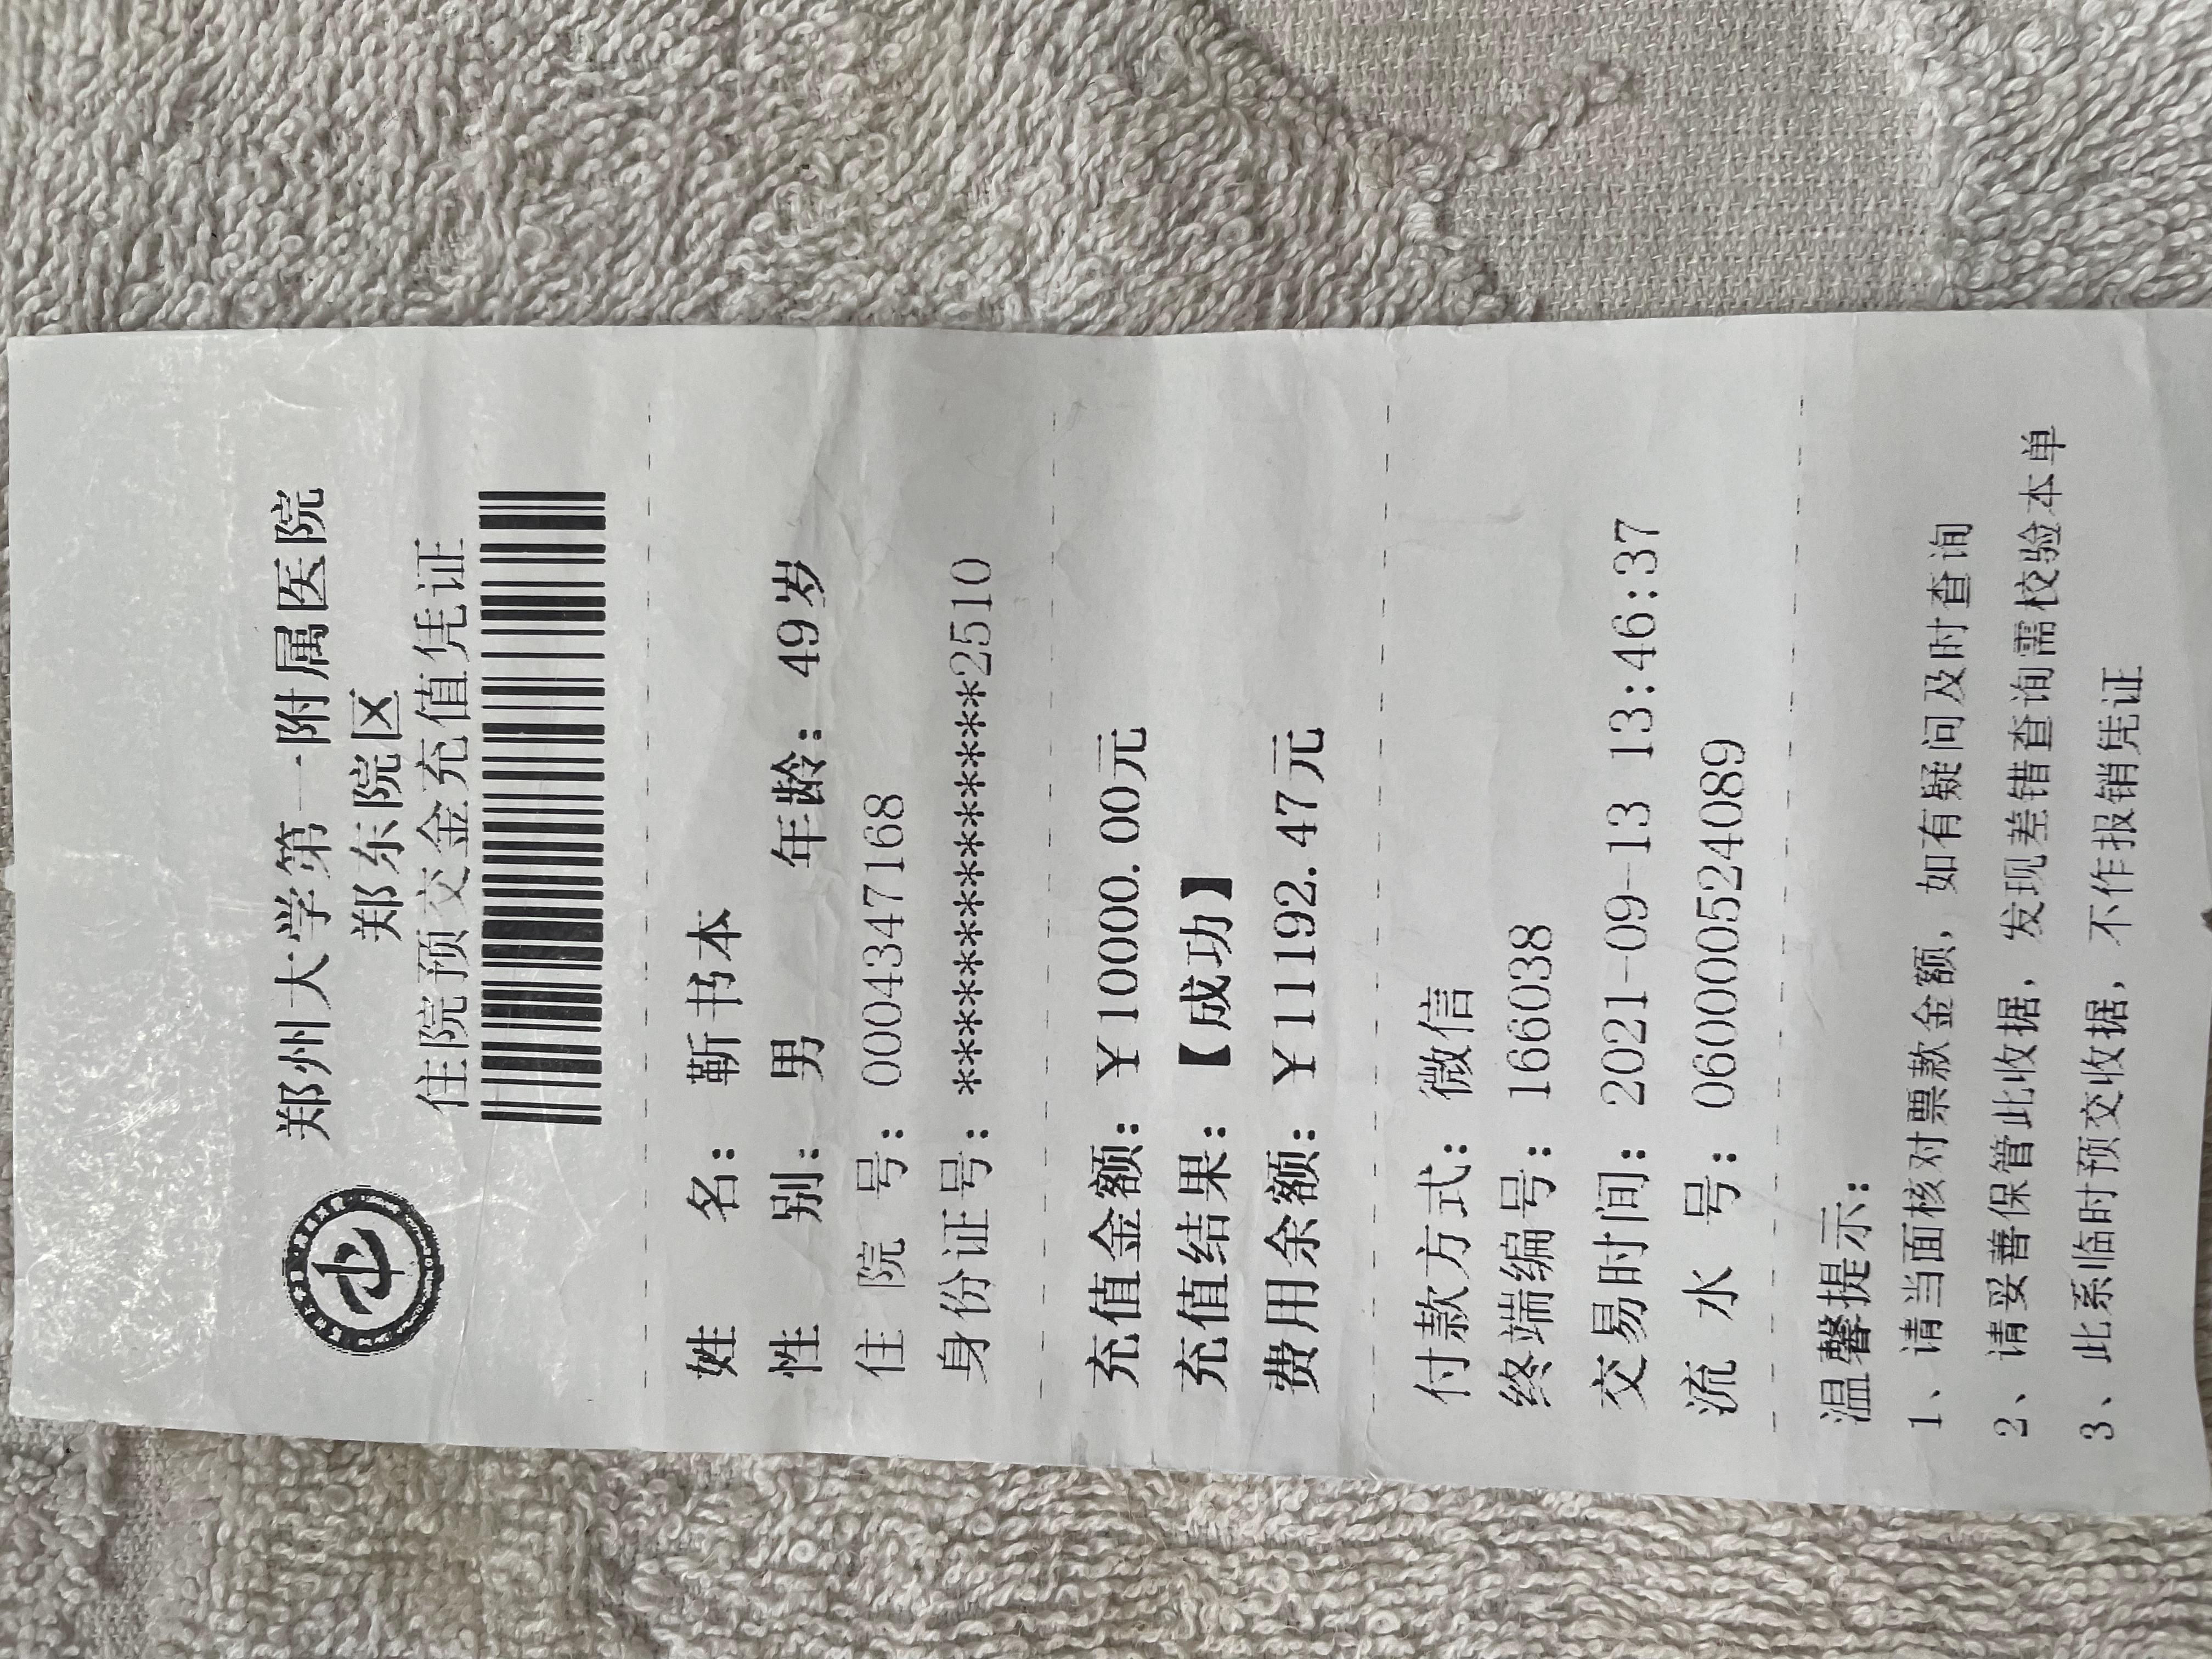 郑州大学第一附属医院
郑东院区
住院预交金充值凭证
姓 名: 靳书本
性 别: 男 年龄: 49岁
住 院 号: 0004347168
身份证号: **************2510
充值金额: ¥10000.00元
充值结果: 【成功】
费用余额: ¥11192.47元
付款方式: 微信
终端编号: 166038
交易时间: 2021-09-13 13:46:37
流 水 号: 0600000524089
温馨提示:
1、请当面核对票款金额, 如有疑问及时查询
2、请妥善保管此收据, 发现差错查询需校验本单
3、此系临时预交收据, 不作报销凭证